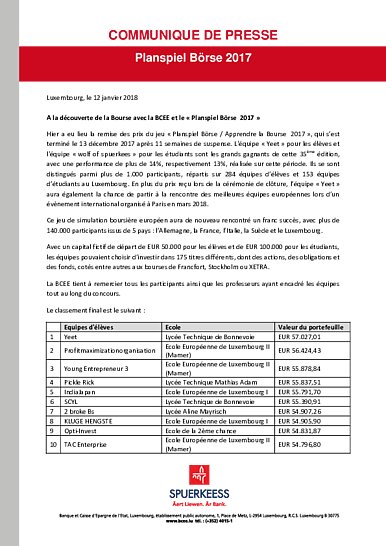 COMMUNIQUE DE PRESSE
Planspiel Börse 2017
Luxembourg, le 12 janvier 2018
A la découverte de la Bourse avec la BCEE et le « Planspiel Börse 2017 »
Hier a eu lieu la remise des prix du jeu « Planspiel Börse / Apprendre la Bourse 2017 », qui s'est
terminé le 13 décembre 2017 après 11 semaines de suspense. L'équipe « Yeet » pour les élèves et
l'équipe « wolf of spuerkees » pour les étudiants sont les grands gagnants de cette 35ème édition,
avec une performance de plus de 14%, respectivement 13%, réalisée sur cette période. Ils se sont
distingués parmi plus de 1.000 participants, répartis sur 284 équipes d'élèves et 153 équipes
d'étudiants au Luxembourg. En plus du prix reçu lors de la cérémonie de clôture, l'équipe « Yeet »
aura également la chance de partir à la rencontre des meilleures équipes européennes lors d'un
événement international organisé à Paris en mars 2018.
Ce jeu de simulation boursière européen aura de nouveau rencontré un franc succès, avec plus de
140.000 participants issus de 5 pays : l'Allemagne, la France, l'Italie, la Suède et le Luxembourg.
Avec un capital fictif de départ de EUR 50.000 pour les élèves et de EUR 100.000 pour les étudiants,
les équipes pouvaient choisir d'investir dans 175 titres différents, dont des actions, des obligations et
des fonds, cotés entre autres aux bourses de Francfort, Stockholm ou XETRA.
La BCEE tient à remercier tous les participants ainsi que les professeurs ayant encadré les équipes
tout au long du concours.
Le classement final est le suivant :
Equipes d'élèves Ecole Valeur du portefeuille
1 Yeet Lycée Technique de Bonnevoie EUR 57.027,01
2 Profitmaximizationorganisation Ecole Européenne de Luxembourg II (Mamer) EUR 56.424,43
3 Young Entrepreneur 3 Ecole Européenne de Luxembourg II (Mamer) EUR 55.878,84
4 Pickle Rick Lycée Technique Mathias Adam EUR 55.837,51
5 IndiaJapan Ecole Européenne de Luxembourg I EUR 55.791,70
6 SCYL Lycée Technique de Bonnevoie EUR 55.390,91
7 2 broke Bs Lycée Aline Mayrisch EUR 54.907,26
8 KLUGE HENGSTE Ecole Européenne de Luxembourg I EUR 54.905,90
9 Opti-Invest Ecole de la 2ème chance EUR 54.831,87
10 TAC Enterprise Ecole Européenne de Luxembourg II (Mamer) EUR 54.796,80
SPUERKEESS
Äert Liewen. Är Bank.
Banque et Caisse d'Epargne de l'Etat, Luxembourg, établissement public autonome, 1, Place de Metz, L-2954 Luxembourg, R.C.S. Luxembourg B 30775
www.bcee.lu tél. : (+352) 4015-1